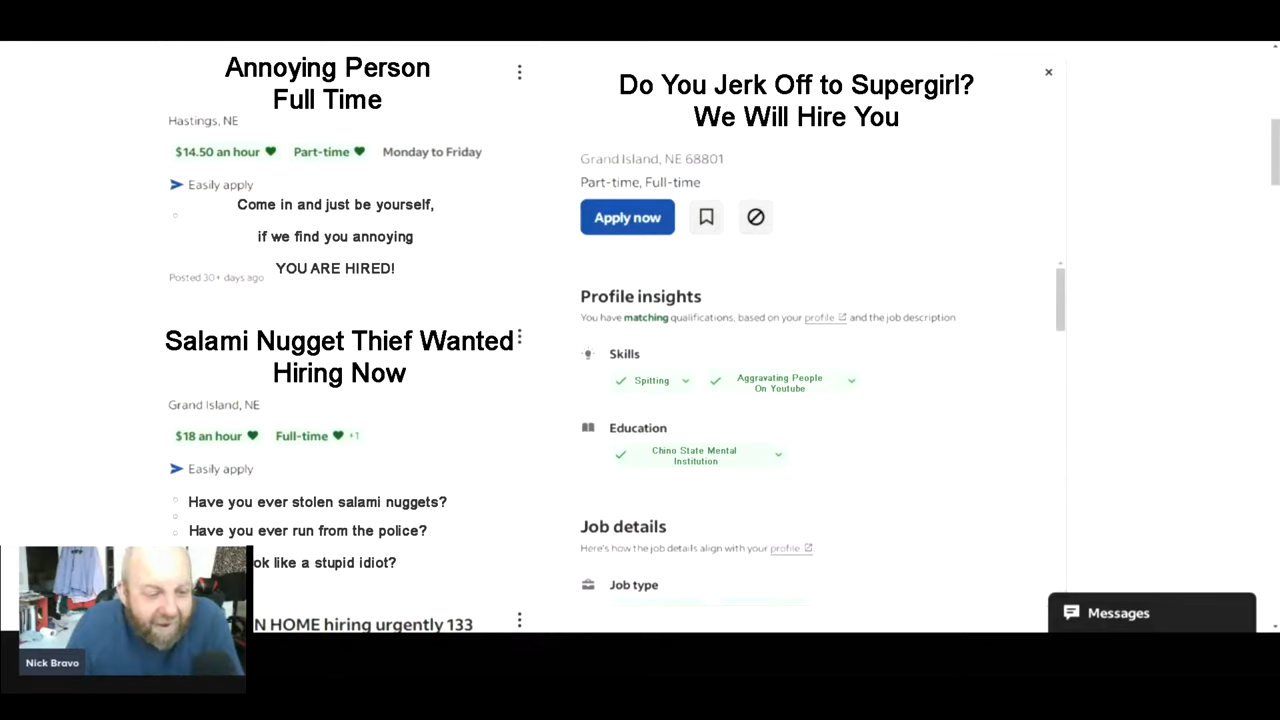 Annoying Person
Full Time
Hastings, NE
$14.50 an hour
Part-time
Monday to Friday
Easily apply
Come in and just be yourself,
if we find you annoying
YOU ARE HIRED!
Posted 30+ days ago
Salami Nugget Thief Wanted
Hiring Now
Grand Island, NE
$18 an hour
Full-time
+1
Easily apply
Have you ever stolen salami nuggets?
Have you ever run from the police?
ok like a stupid idiot?
N HOME hiring urgently 133
Nick Bravo
Do You Jerk Off to Supergirl?
We Will Hire You
Grand Island, NE 68801
Part-time, Full-time
Apply now
Profile insights
You have matching qualifications, based on your profile and the job description
Skills
Spitting
Aggravating People
On Youtube
Education
Chino State Mental
Institution
Job details
Here's how the job details align with your profile.
Job type
Messages